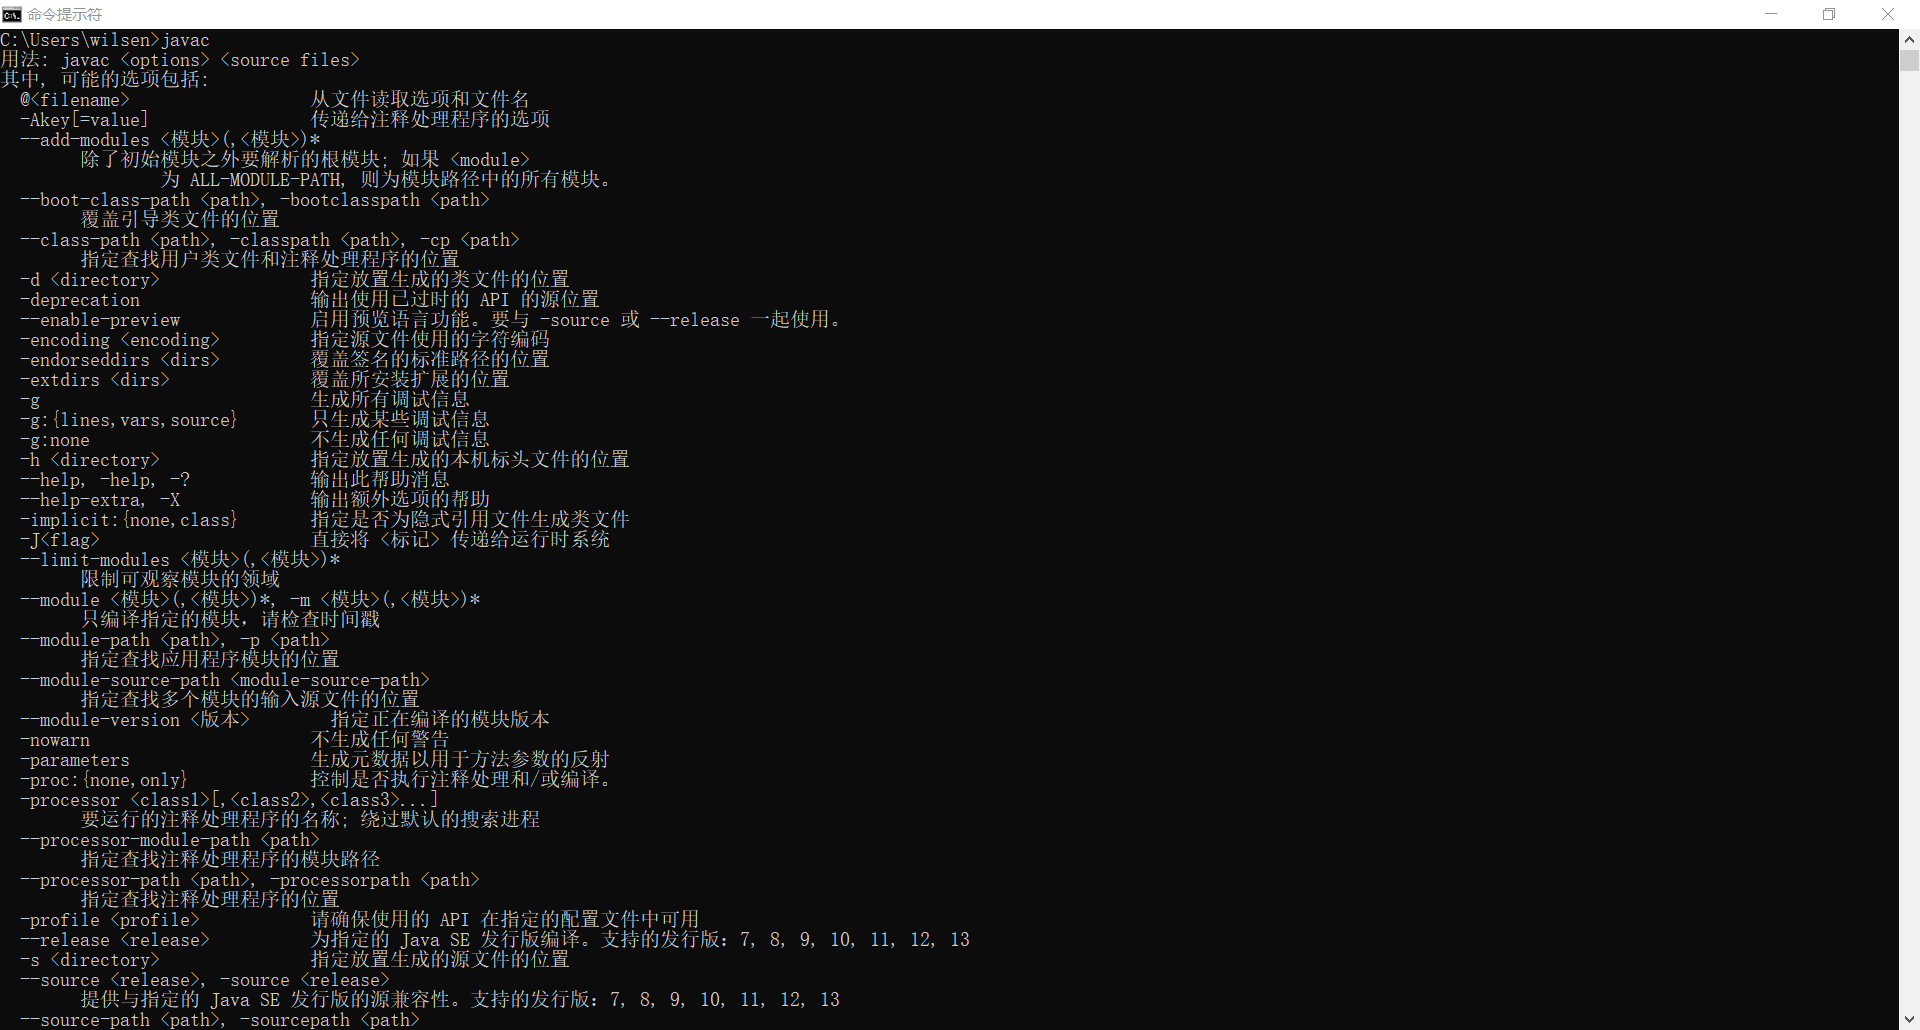 命令提示符
C:\Users\wilsen>javac
用法: javac <options> <source files>
其中, 可能的选项包括:
@<filename> 从文件读取选项和文件名
-Akey[=value] 传递给注释处理程序的选项
--add-modules <模块>(,<模块>)*
除了初始模块之外要解析的根模块; 如果 <module>
为 ALL-MODULE-PATH, 则为模块路径中的所有模块。
--boot-class-path <path>, -bootclasspath <path>
覆盖引导类文件的位置
--class-path <path>, -classpath <path>, -cp <path>
指定查找用户类文件和注释处理程序的位置
-d <directory> 指定放置生成的类文件的位置
-deprecation 输出使用已过时的 API 的源位置
--enable-preview 启用预览语言功能。要与 -source 或 --release 一起使用。
-encoding <encoding> 指定源文件使用的字符编码
-endorseddirs <dirs> 覆盖签名的标准路径的位置
-extdirs <dirs> 覆盖所安装扩展的位置
-g 生成所有调试信息
-g:{lines,vars,source} 只生成某些调试信息
-g:none 不生成任何调试信息
-h <directory> 指定放置生成的本机标头文件的位置
--help, -help, -? 输出此帮助消息
--help-extra, -X 输出额外选项的帮助
-implicit:{none,class} 指定是否为隐式引用文件生成类文件
-J<flag> 直接将 <标记> 传递给运行时系统
--limit-modules <模块>(,<模块>)*
限制可观察模块的领域
--module <模块>(,<模块>)*, -m <模块>(,<模块>)*
只编译指定的模块，请检查时间戳
--module-path <path>, -p <path>
指定查找应用程序模块的位置
--module-source-path <module-source-path>
指定查找多个模块的输入源文件的位置
--module-version <版本> 指定正在编译的模块版本
-nowarn 不生成任何警告
-parameters 生成元数据以用于方法参数的反射
-proc:{none,only} 控制是否执行注释处理和/或编译。
-processor <class1>[,<class2>,<class3>...]
要运行的注释处理程序的名称; 绕过默认的搜索进程
--processor-module-path <path>
指定查找注释处理程序的模块路径
--processor-path <path>, -processorpath <path>
指定查找注释处理程序的位置
-profile <profile> 请确保使用的 API 在指定的配置文件中可用
--release <release> 为指定的 Java SE 发行版编译。支持的发行版：7, 8, 9, 10, 11, 12, 13
-s <directory> 指定放置生成的源文件的位置
--source <release>, -source <release>
提供与指定的 Java SE 发行版的源兼容性。支持的发行版：7, 8, 9, 10, 11, 12, 13
--source-path <path>, -sourcepath <path>